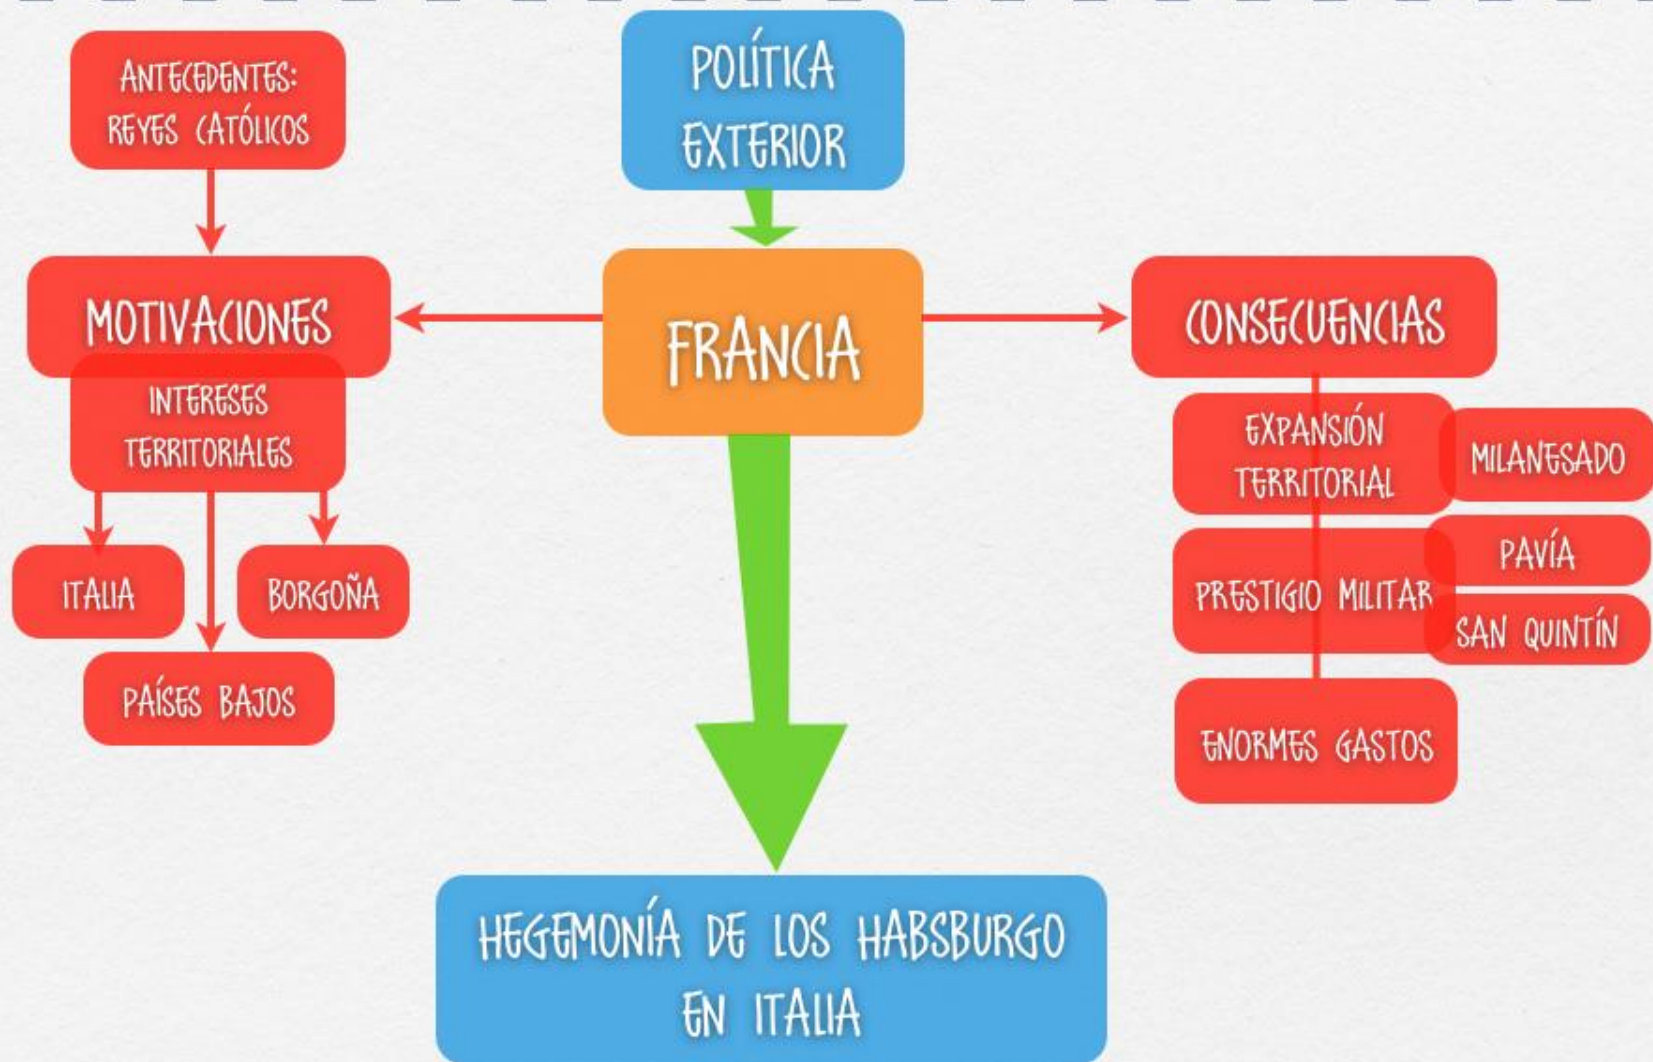 ANTECEDENTES:
REYES CATÓLICOS
POLÍTICA
EXTERIOR
MOTIVACIONES
INTERESES
TERRITORIALES
ITALIA
BORGOÑA
PAÍSES BAJOS
FRANCIA
CONSECUENCIAS
EXPANSIÓN
TERRITORIAL
MILANESADO
PRESTIGIO MILITAR
PAVÍA
SAN QUINTÍN
ENORMES GASTOS
HEGEMONÍA DE LOS HABSBURGO
EN ITALIA